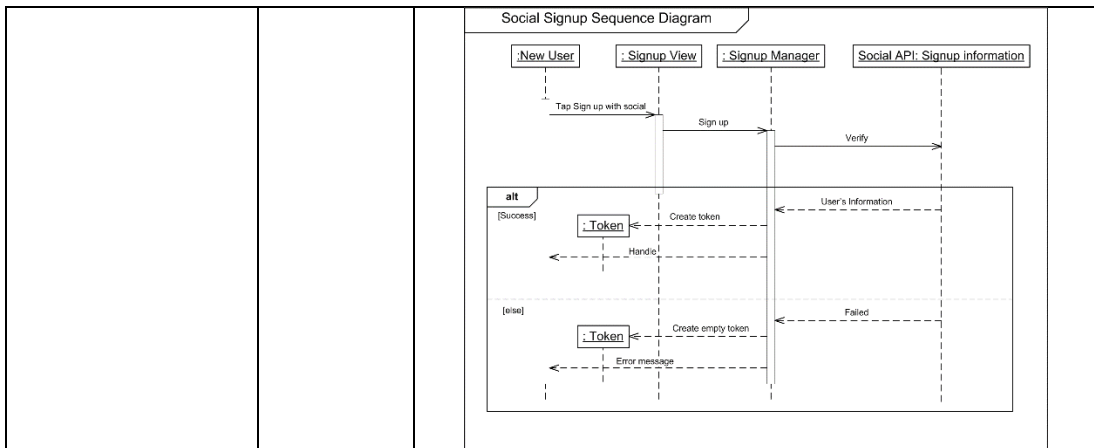 Social Signup Sequence Diagram
:New User
: Signup View
: Signup Manager
Social API: Signup information
Tap Sign up with social
Sign up
Verify
alt
[Success]
User's Information
Create token
: Token
Handle
[else]
Failed
Create empty token
: Token
Error message